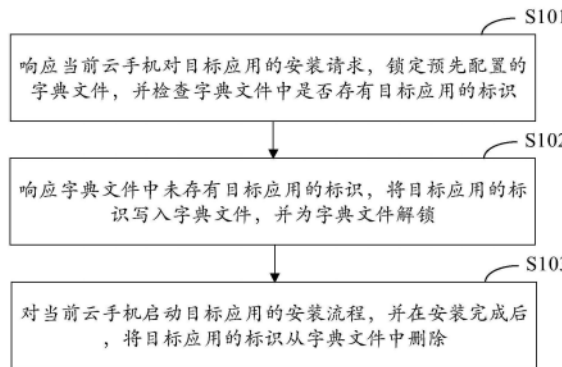 S101
响应当前云手机对目标应用的安装请求，锁定预先配置的
字典文件，并检查字典文件中是否存有目标应用的标识
S102
响应字典文件中未存有目标应用的标识，将目标应用的标
识写入字典文件，并为字典文件解锁
S103
对当前云手机启动目标应用的安装流程，并在安装完成后
，将目标应用的标识从字典文件中删除